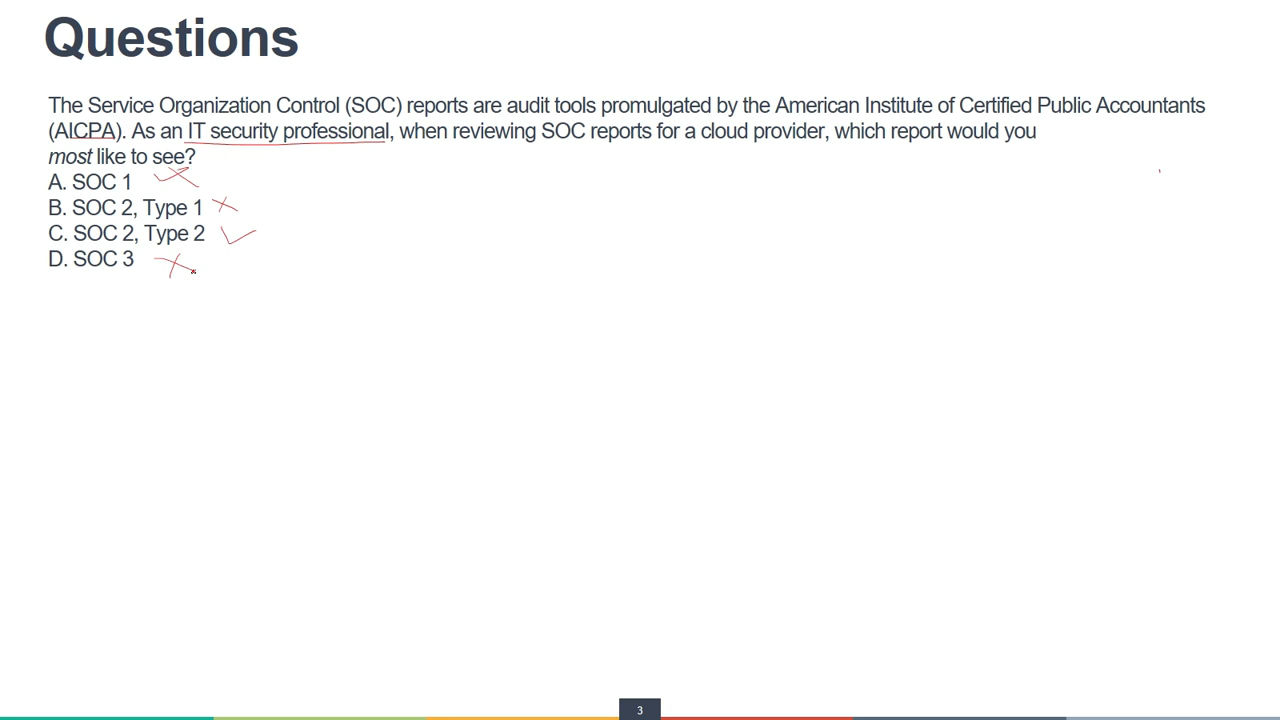 Questions
The Service Organization Control (SOC) reports are audit tools promulgated by the American Institute of Certified Public Accountants
(AICPA). As an IT security professional, when reviewing SOC reports for a cloud provider, which report would you
most like to see?
A. SOC 1
B. SOC 2, Type 1
C. SOC 2, Type 2
D. SOC 3
3